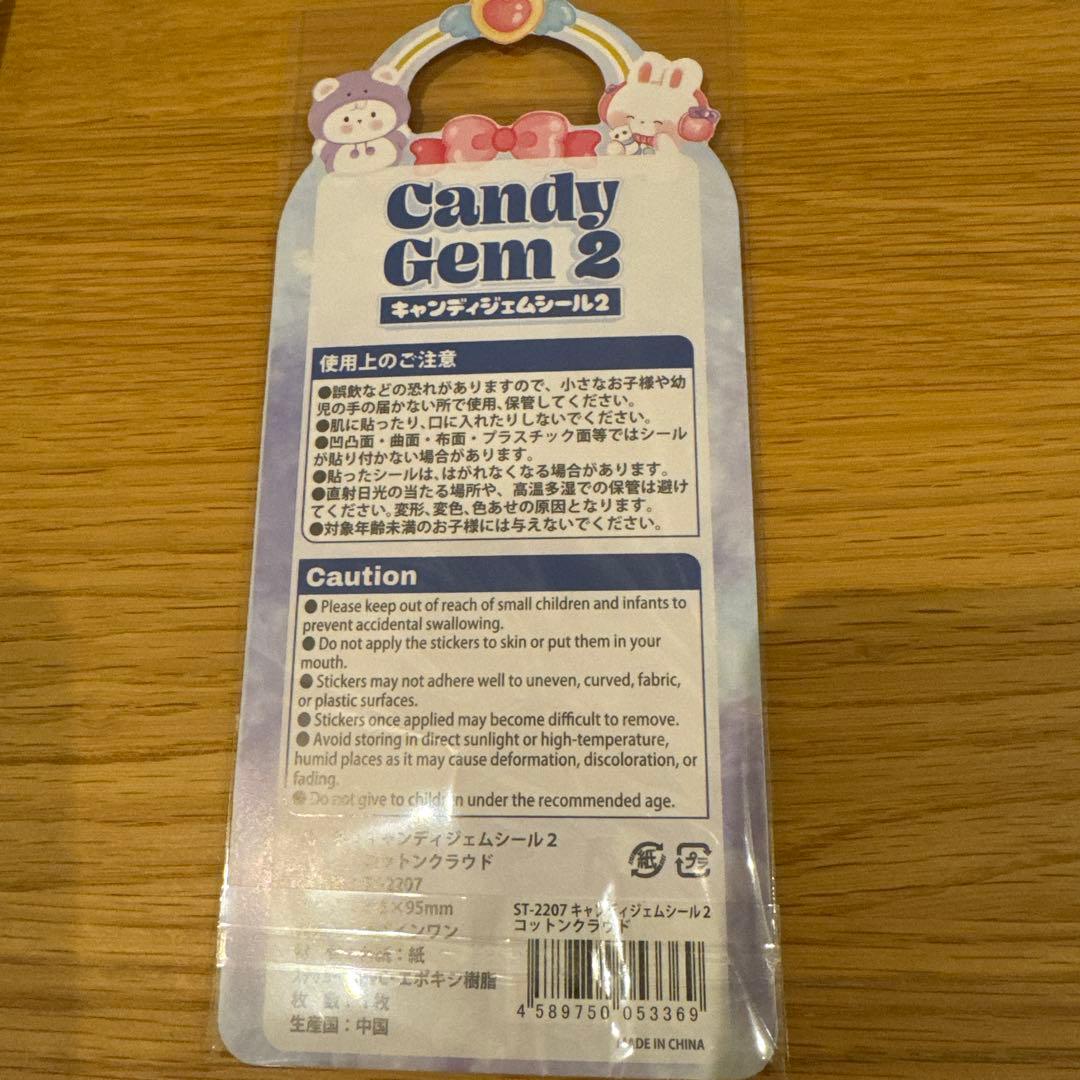 Candy
Gem 2
キャンディジェムシール2
使用上のご注意
●誤飲などの恐れがありますので、小さなお子様や幼
児の手の届かない所で使用、保管してください。
●肌に貼ったり、口に入れたりしないでください。
●凹凸面・曲面・布面・プラスチック面等ではシール
が貼り付かない場合があります。
●貼ったシールは、はがれなくなる場合があります。
●直射日光の当たる場所や、高温多湿での保管は避け
てください。変形、変色、色あせの原因となります。
●対象年齢未満のお子様には与えないでください。
Caution
● Please keep out of reach of small children and infants to
prevent accidental swallowing.
● Do not apply the stickers to skin or put them in your
mouth.
● Stickers may not adhere well to uneven, curved, fabric,
or plastic surfaces.
● Stickers once applied may become difficult to remove.
● Avoid storing in direct sunlight or high-temperature,
humid places as it may cause deformation, discoloration, or
fading.
● Do not give to children under the recommended age.
キャンディジェムシール2
コットンクラウド
2207
×95mm
インワン
：紙
エポキシ樹脂
枚 数： 枚
生産国：中国
紙
プラ
ST-2207 キャンディジェムシール2
コットンクラウド
4 589750 053369
MADE IN CHINA